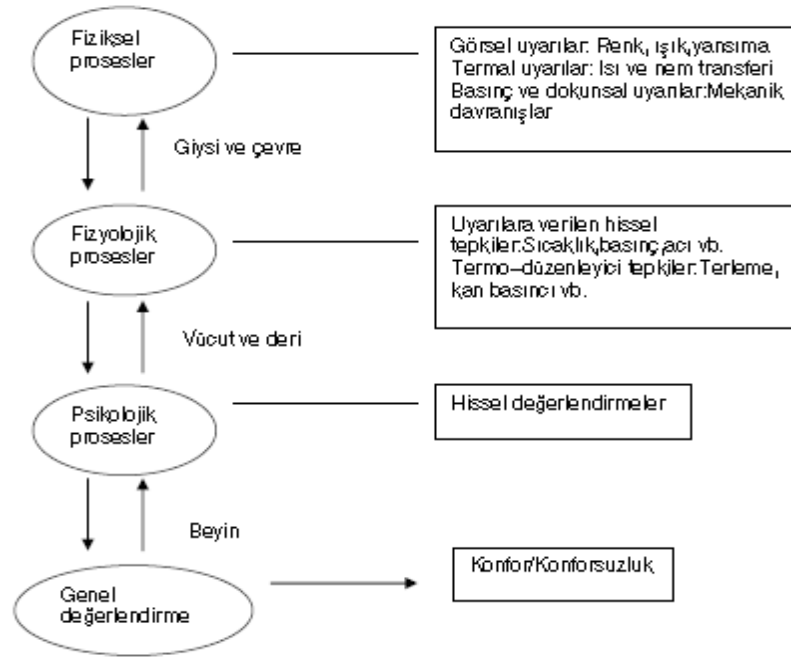 Fiziksel
prosesler
Görsel uyarılar: Renk, ışık,yansıma
Termal uyarılar: Isı ve nem transferi
Basınç ve dokunsal uyarılar:Mekanik
davranışlar
Giysi ve çevre
Fizyolojik
prosesler
Uyarılara verilen hissel
tepkiler:Sıcaklık,basınç,acı vb.
Termo–düzenleyici tepkiler:Terleme,
kan basıncı vb.
Vücut ve deri
Psikolojik
prosesler
Hissel değerlendirmeler
Beyin
Genel
değerlendirme
Konfor/Konforsuzluk